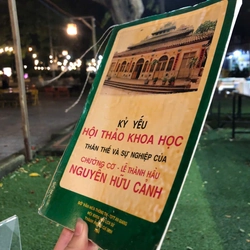 KỶ YẾU
HỘI THẢO KHOA HỌC
THÂN THẾ VÀ SỰ NGHIỆP CỦA
CHƯỞNG CƠ - LỄ THÀNH HẦU
NGUYỄN HỮU CẢNH